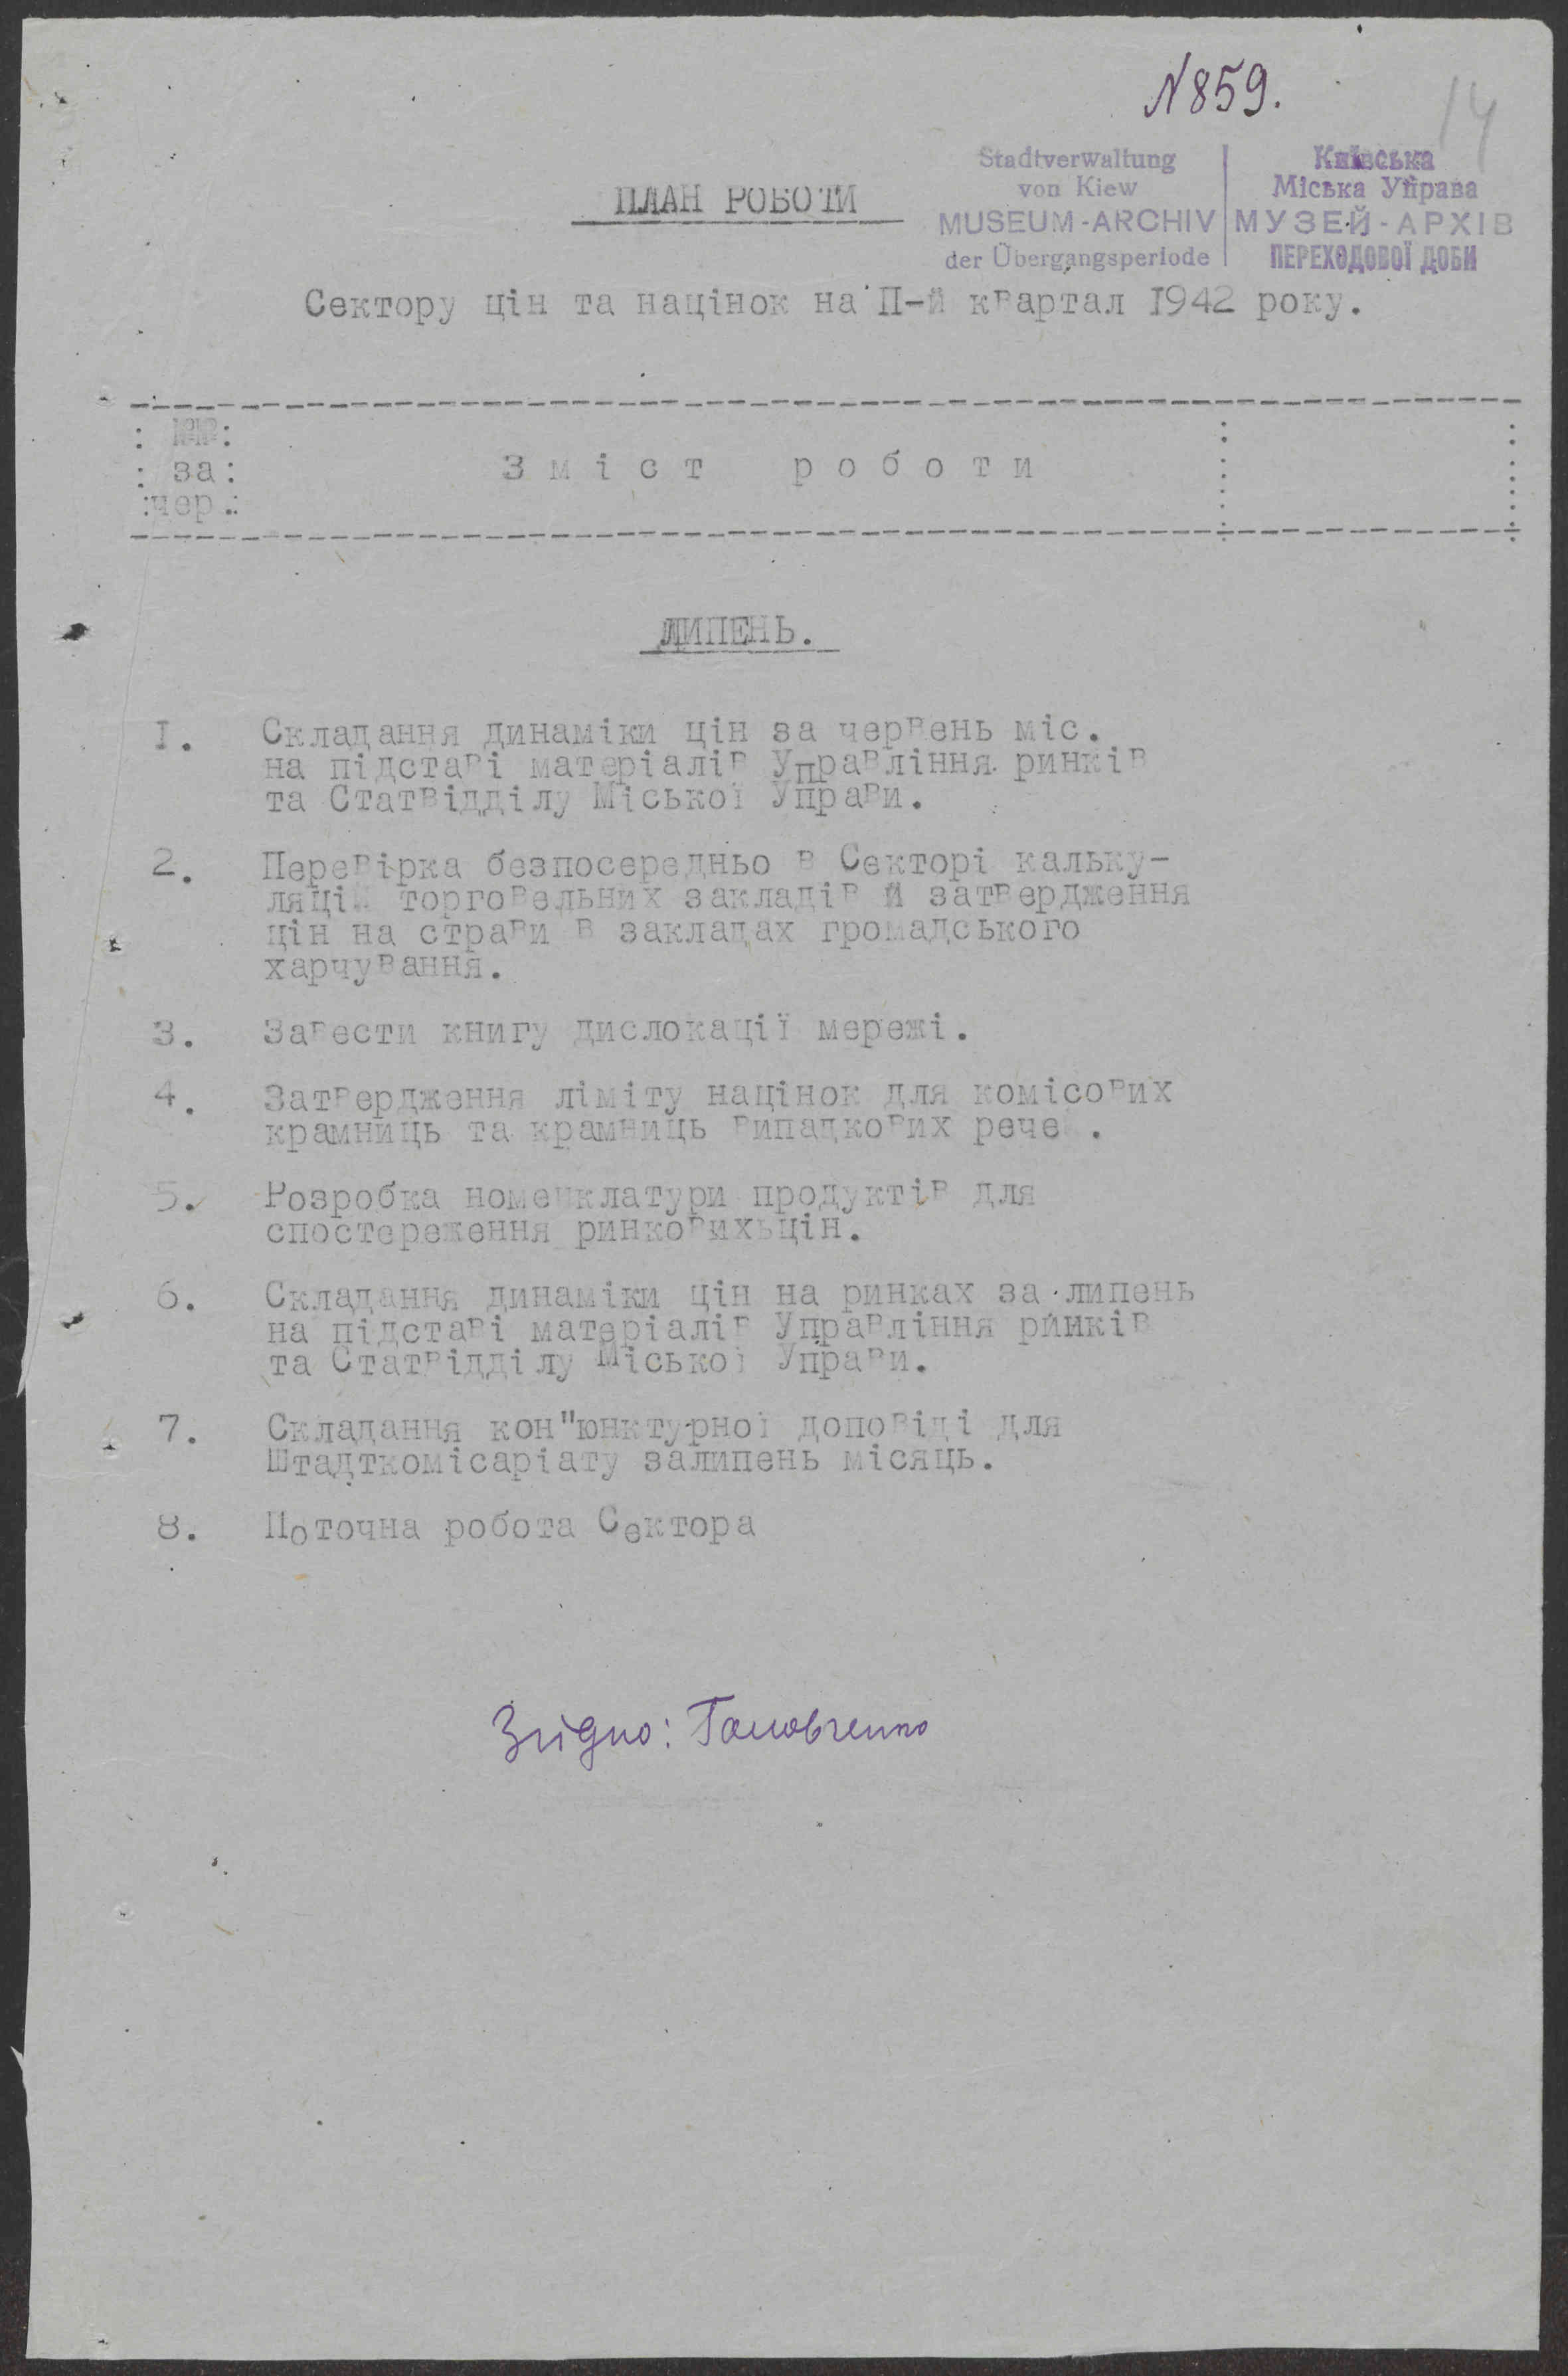 N859.
14
Stadtverwaltung
von Kiew
MUSEUM-ARCHIV
der Übergangsperiode
Київська
Міська Управа
МУЗЕЙ-АРХІВ
ПЕРЕХОДОВОЇ ДОБИ
ПЛАН РОБОТИ
Сектору цін та націнок на II-й квартал 1942 року.
№№
за
чер.
Зміст роботи
ЛИПЕНЬ.
I. Складання динаміки цін за червень міс.
на підставі матеріалів Управління ринків
та Статвідділу Міської Управи.
2. Перевірка безпосередньо в Секторі кальку-
ляцій торговельних закладів й затвердження
цін на страви в закладах громадського
харчування.
3. Завести книгу дислокації мережі.
4. Затвердження ліміту націнок для комісових
крамниць та крамниць випадкових рече .
5. Розробка номенклатури продуктів для
спостереження ринковихьцін.
6. Складання динаміки цін на ринках за липень
на підставі матеріалів Управління ринків
та Статвідділу Міської Управи.
7. Складання кон"юнктурної доповіді для
Штадткомісаріату залипень місяць.
8. Поточна робота Сектора
Згідно: